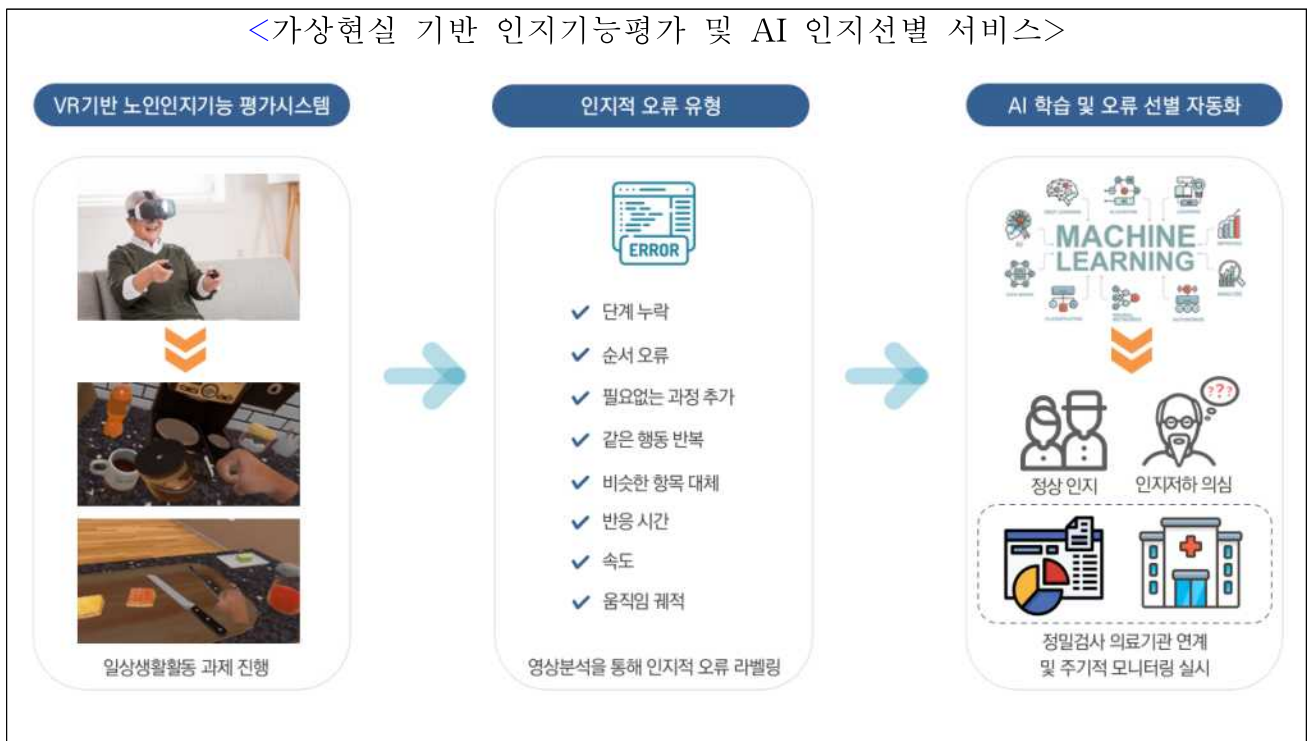 <가상현실 기반 인지기능평가 및 AI 인지선별 서비스>
VR기반 노인인지기능 평가시스템
일상생활활동 과제 진행
인지적 오류 유형
ERROR
단계 누락
순서 오류
필요없는 과정 추가
같은 행동 반복
비슷한 항목 대체
반응 시간
속도
움직임 궤적
영상분석을 통해 인지적 오류 라벨링
AI 학습 및 오류 선별 자동화
DEEP LEARNING
ALGORITHM
MACHINE
LEARNING
???
정상 인지
인지저하 의심
정밀검사 의료기관 연계
및 주기적 모니터링 실시